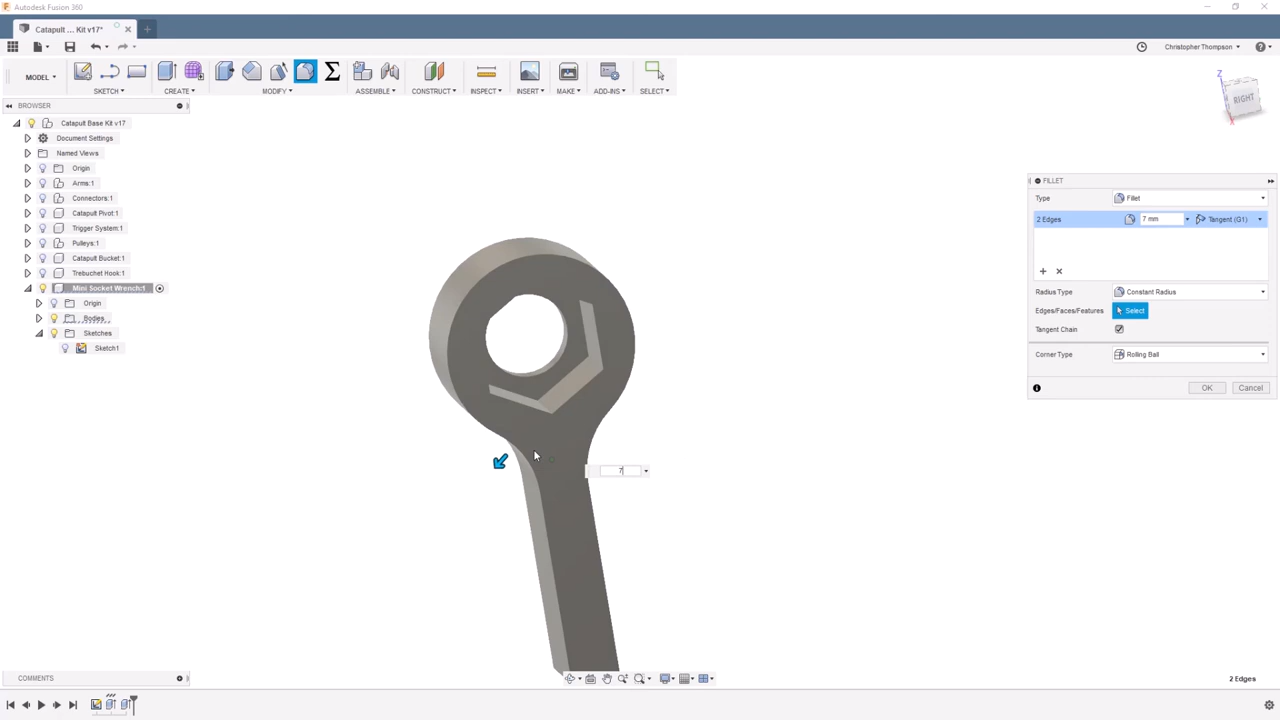 Autodesk Fusion 360
Catapult ... Kit v17*
Christopher Thompson
MODEL
SKETCH
CREATE
MODIFY
ASSEMBLE
CONSTRUCT
INSPECT
INSERT
MAKE
ADD-INS
SELECT
BROWSER
Catapult Base Kit v17
Document Settings
Named Views
Origin
Arms:1
Connectors:1
Catapult Pivot:1
Trigger System:1
Pulleys:1
Catapult Bucket:1
Trebuchet Hook:1
Mini Socket Wrench:1
Origin
Bodies
Sketches
Sketch1
Z
RIGHT
FILLET
Type Fillet
2 Edges 7 mm Tangent (G1)
Radius Type Constant Radius
Edges/Faces/Features Select
Tangent Chain
Corner Type Rolling Ball
OK Cancel
7
COMMENTS
2 Edges